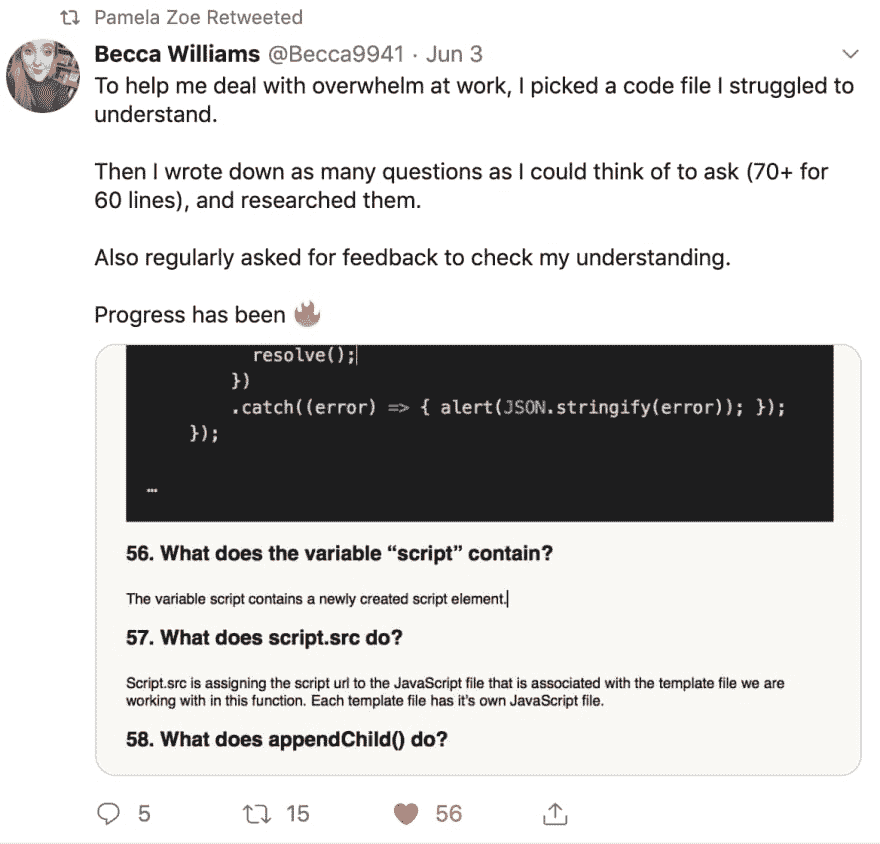 Pamela Zoe Retweeted
Becca Williams @Becca9941 · Jun 3
To help me deal with overwhelm at work, I picked a code file I struggled to
understand.
Then I wrote down as many questions as I could think of to ask (70+ for
60 lines), and researched them.
Also regularly asked for feedback to check my understanding.
Progress has been 🔥
resolve();
})
.catch((error) => { alert(JSON.stringify(error)); });
});
…
56. What does the variable “script” contain?
The variable script contains a newly created script element.
57. What does script.src do?
Script.src is assigning the script url to the JavaScript file that is associated with the template file we are
working with in this function. Each template file has it's own JavaScript file.
58. What does appendChild() do?
5 15 56